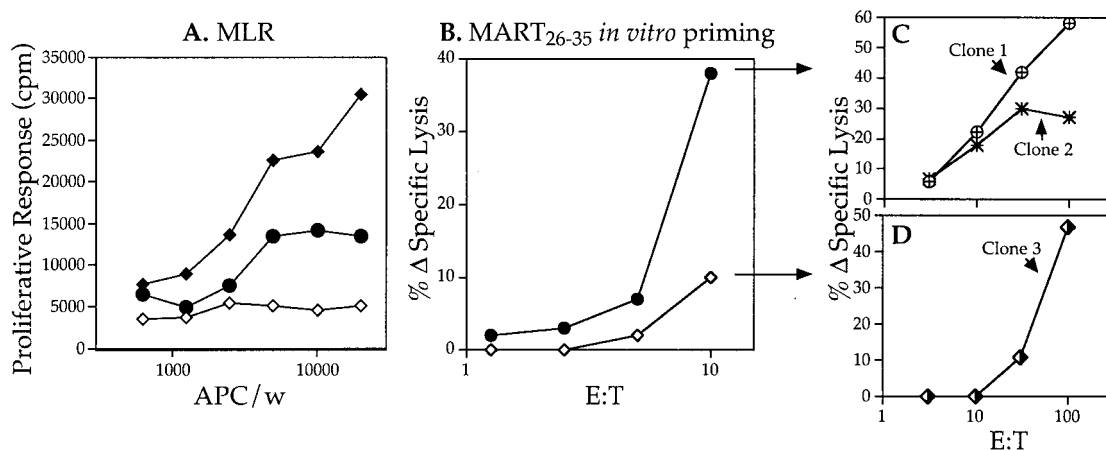 A. MLR
Proliferative Response (cpm)
35000
30000
25000
20000
15000
10000
5000
0
1000
10000
APC/w
B. MART26-35 in vitro priming
% Δ Specific Lysis
40
30
20
10
0
1
10
E:T
C
% Δ Specific Lysis
60
50
40
30
20
10
0
Clone 1
Clone 2
D
50
40
30
20
10
0
Clone 3
1
10
100
E:T